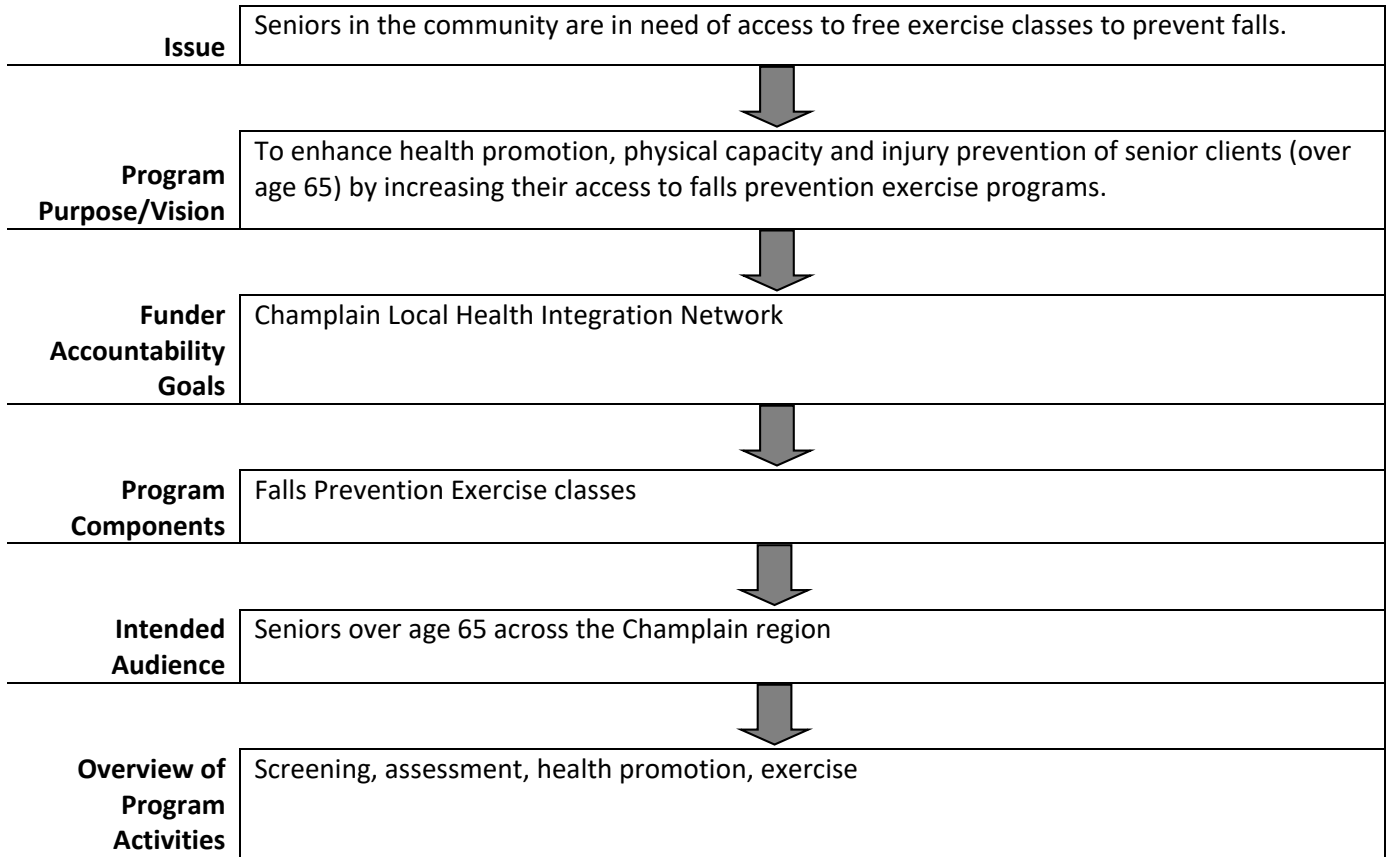 Issue
Seniors in the community are in need of access to free exercise classes to prevent falls.
Program
Purpose/Vision
To enhance health promotion, physical capacity and injury prevention of senior clients (over
age 65) by increasing their access to falls prevention exercise programs.
Funder
Accountability
Goals
Champlain Local Health Integration Network
Program
Components
Falls Prevention Exercise classes
Intended
Audience
Seniors over age 65 across the Champlain region
Overview of
Program
Activities
Screening, assessment, health promotion, exercise